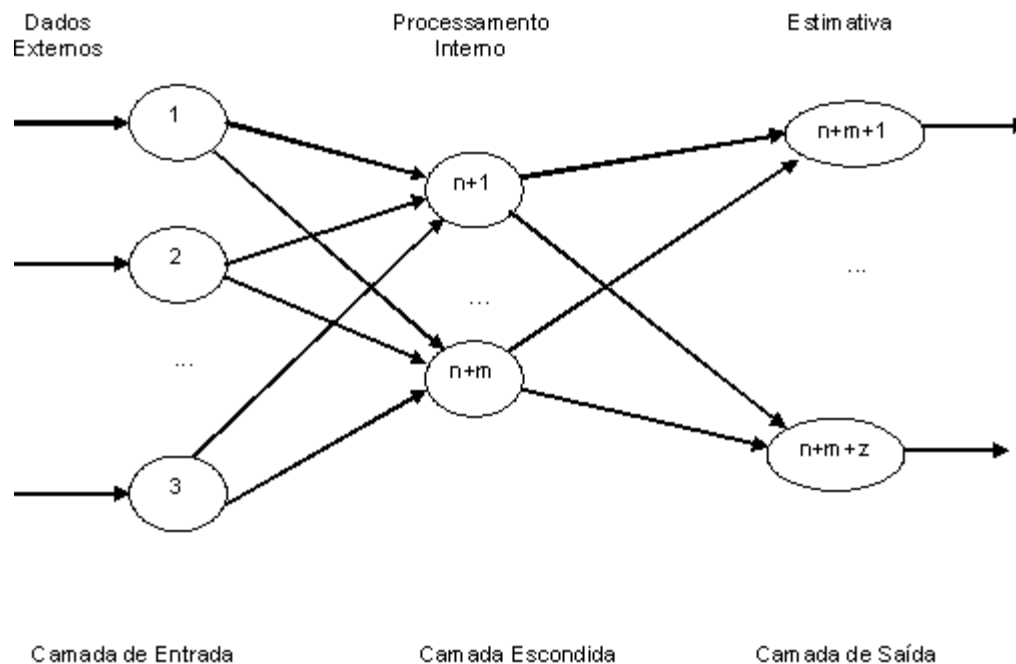 Dados
Externos
Processamento
Interno
Estimativa
1
n+1
n+m+1
2
...
...
n+m
...
3
n+m+z
Camada de Entrada
Camada Escondida
Camada de Saída